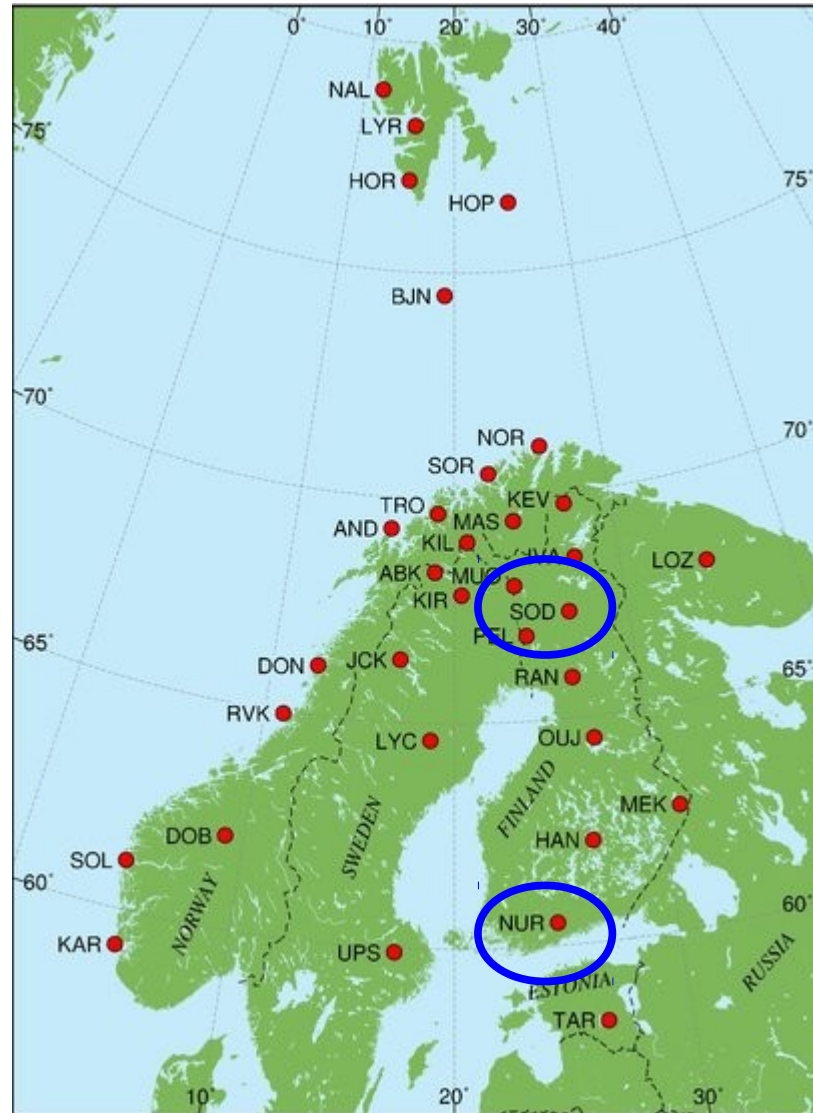 0˚ 10˚ 20˚ 30˚ 40˚
NAL
75˚
LYR
75˚
HOR
HOP
BJN
70˚
70˚
NOR
SOR
KEV
TRO
MAS
AND
KIL
IVA
LOZ
ABK
MUO
KIR
SOD
PEL
65˚
JCK
DON
RAN
65˚
RVK
LYC
OUJ
FINLAND
MEK
SWEDEN
DOB
HAN
SOL
60˚
NORWAY
60˚
NUR
KAR
UPS
RUSSIA
ESTONIA
TAR
10˚ 20˚ 30˚